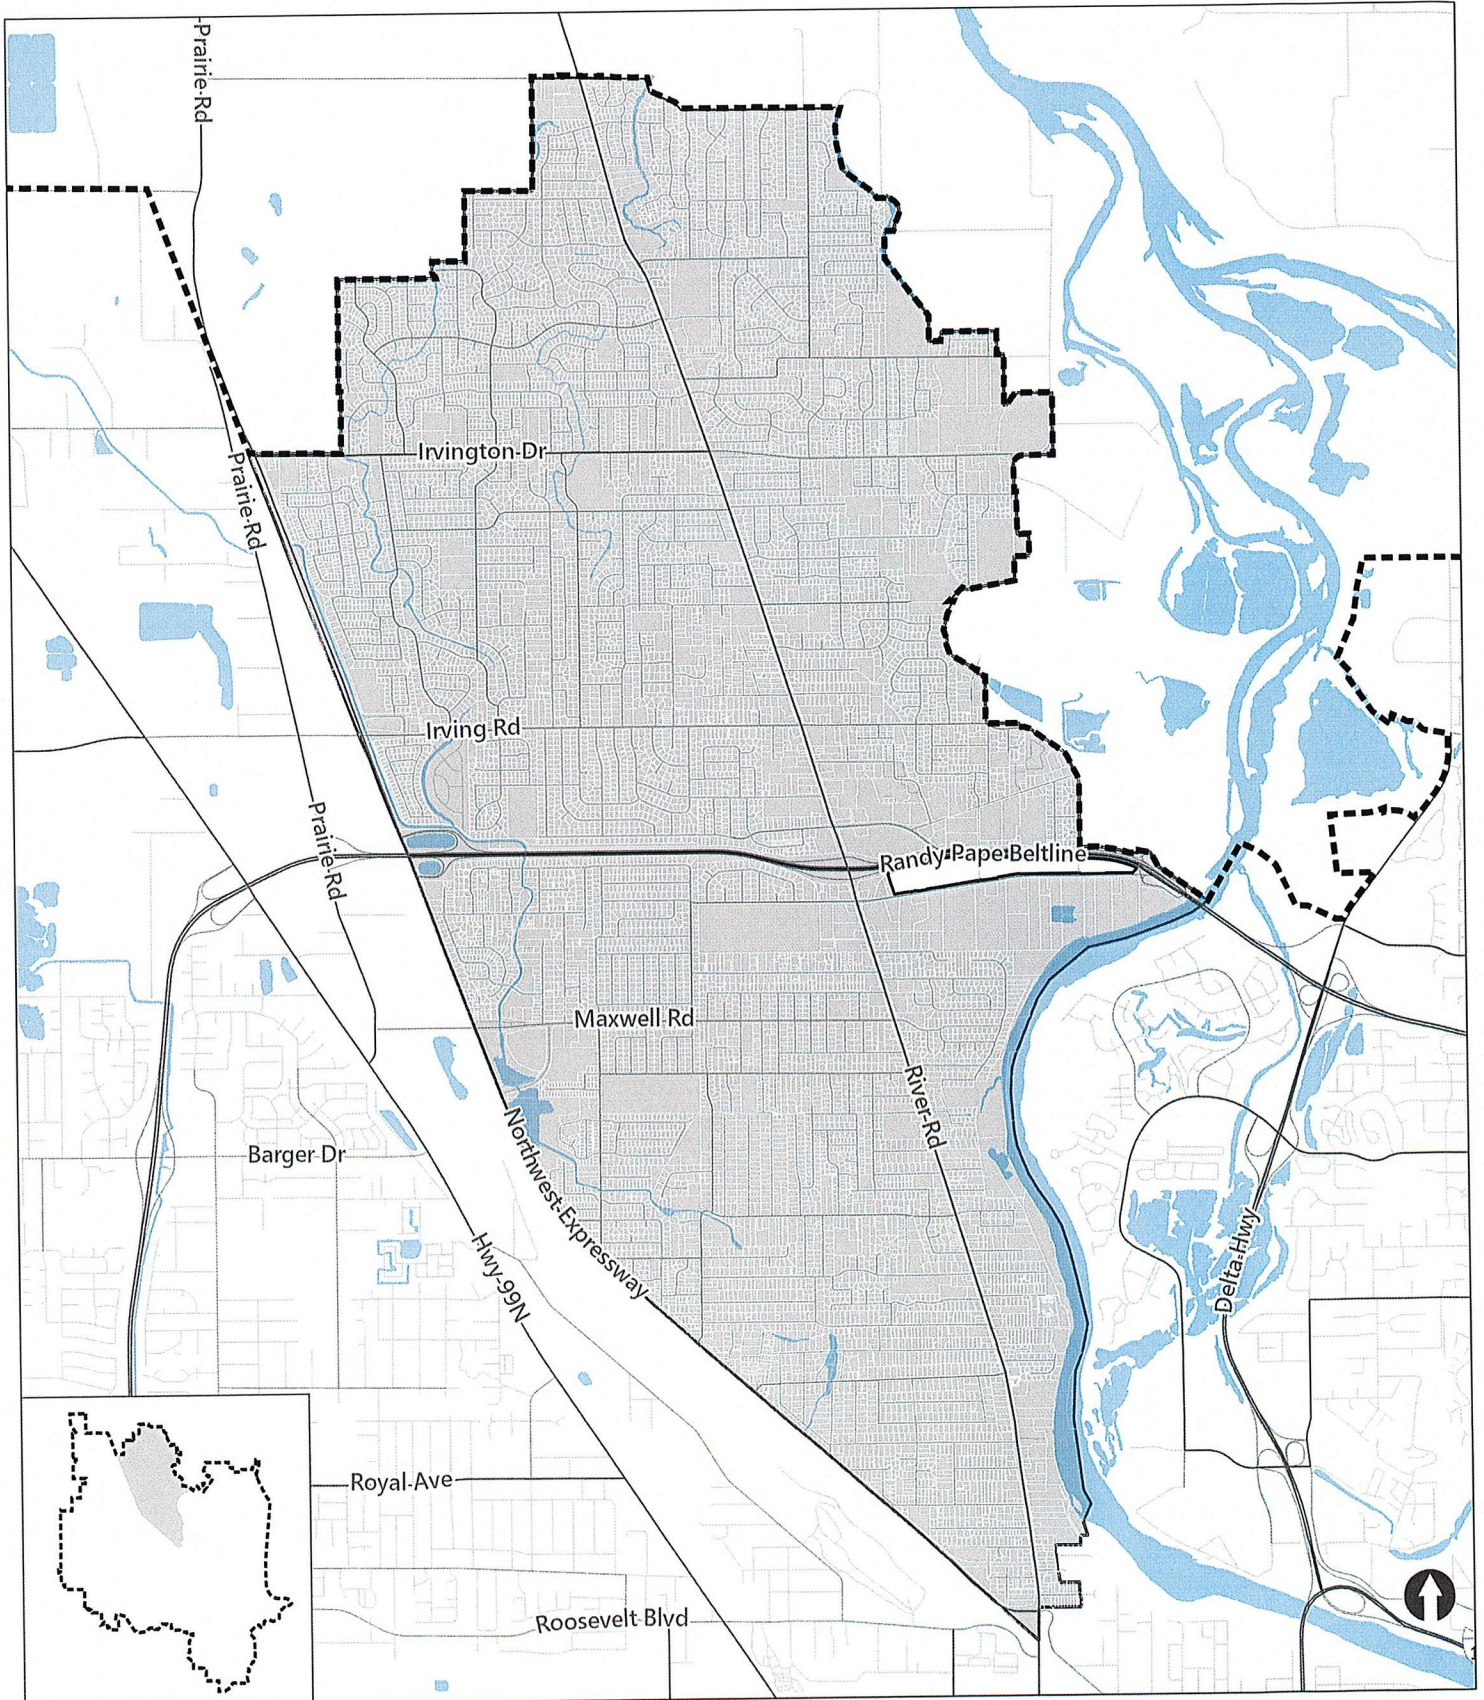 Prairie Rd
Irvington Dr
Prairie Rd
Irving Rd
Prairie Rd
Randy Pape Beltline
Maxwell Rd
River Rd
Barger Dr
Northwest Expressway
Hwy 99N
Delta Hwy
Royal Ave
Roosevelt Blvd